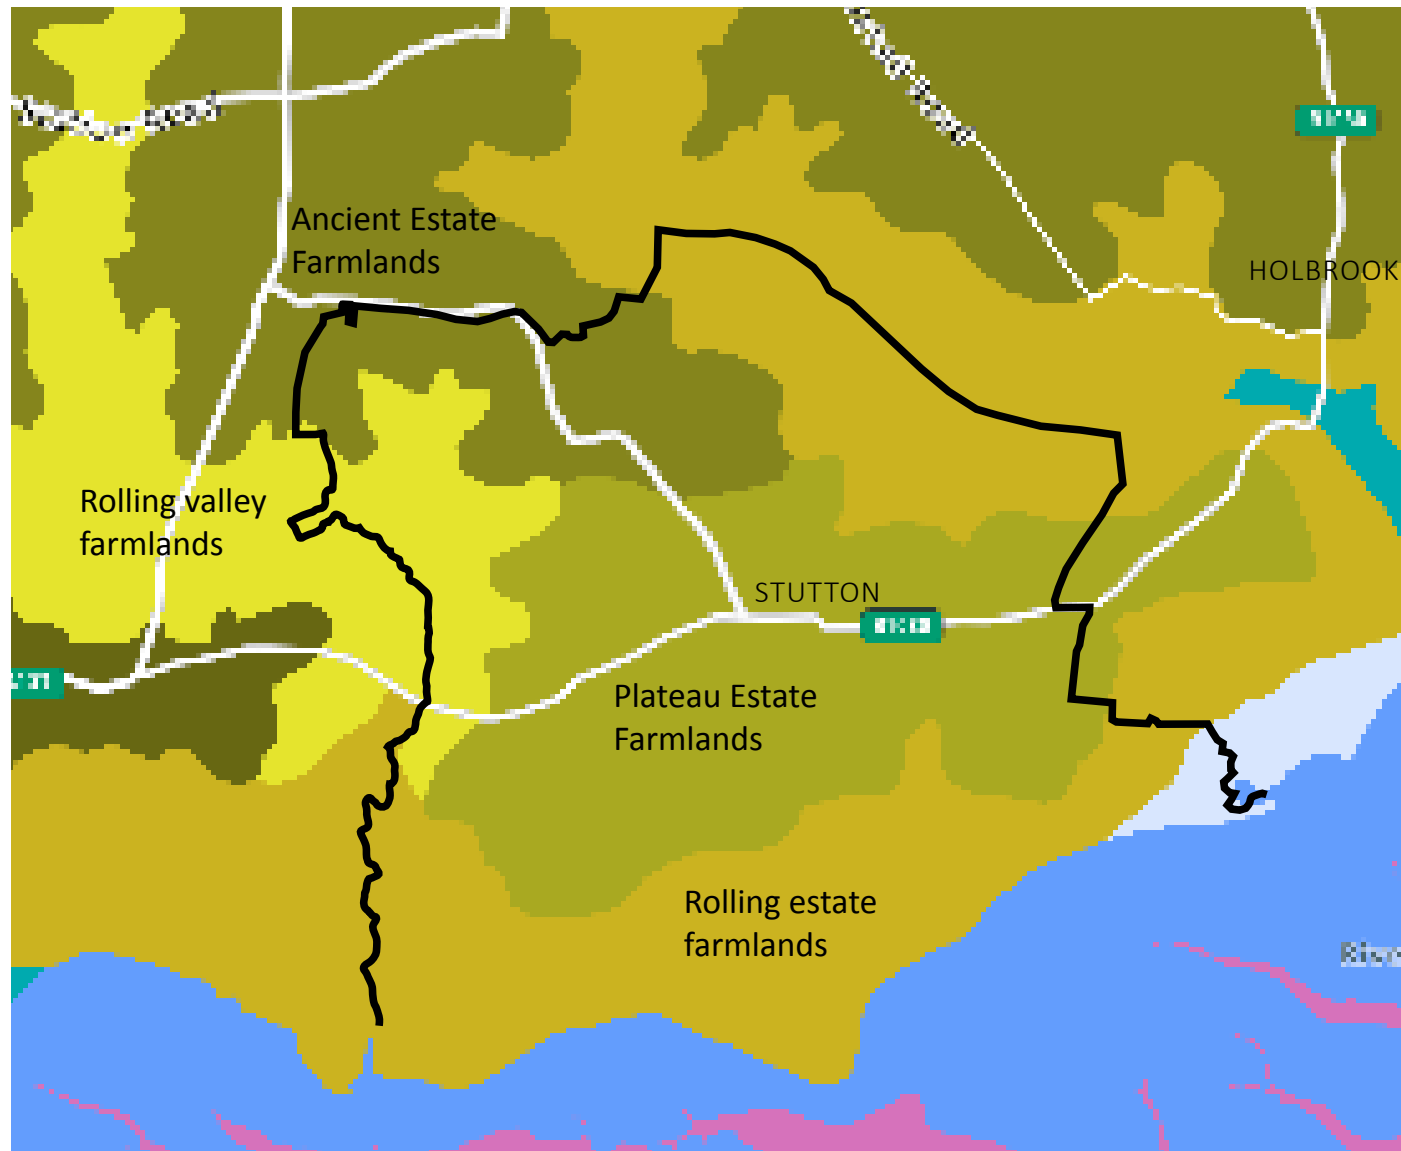 Ancient Estate
Farmlands
HOLBROOK
Rolling valley
farmlands
STUTTON
Plateau Estate
Farmlands
Rolling estate
farmlands